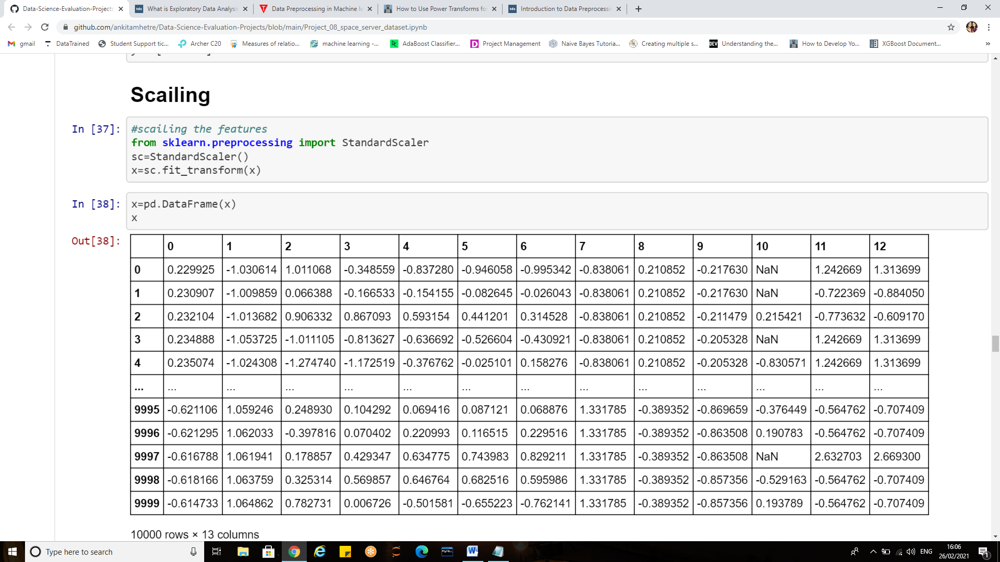 Data-Science-Evaluation-Projects
What is Exploratory Data Analysis
Data Preprocessing in Machine le
How to Use Power Transforms fo
Introduction to Data Preprocessin
github.com/ankitamhetre/Data-Science-Evaluation-Projects/blob/main/Project_08_space_server_dataset.ipynb
gmail DataTrained Student Support tic... Archer C20 Measures of relatio... machine learning -... AdaBoost Classifier... Project Management Naive Bayes Tutoria... Creating multiple s... DEV Understanding the... How to Develop Yo... XGBoost Document... »
Scailing
In [37]: #scailing the features
from sklearn.preprocessing import StandardScaler
sc=StandardScaler()
x=sc.fit_transform(x)
In [38]: x=pd.DataFrame(x)
x
Out[38]:
0 1 2 3 4 5 6 7 8 9 10 11 12
0 0.229925 -1.030614 1.011068 -0.348559 -0.837280 -0.946058 -0.995342 -0.838061 0.210852 -0.217630 NaN 1.242669 1.313699
1 0.230907 -1.009859 0.066388 -0.166533 -0.154155 -0.082645 -0.026043 -0.838061 0.210852 -0.217630 NaN -0.722369 -0.884050
2 0.232104 -1.013682 0.906332 0.867093 0.593154 0.441201 0.314528 -0.838061 0.210852 -0.211479 0.215421 -0.773632 -0.609170
3 0.234888 -1.053725 -1.011105 -0.813627 -0.636692 -0.526604 -0.430921 -0.838061 0.210852 -0.205328 NaN 1.242669 1.313699
4 0.235074 -1.024308 -1.274740 -1.172519 -0.376762 -0.025101 0.158276 -0.838061 0.210852 -0.205328 -0.830571 1.242669 1.313699
... ... ... ... ... ... ... ... ... ... ... ... ... ...
9995 -0.621106 1.059246 0.248930 0.104292 0.069416 0.087121 0.068876 1.331785 -0.389352 -0.869659 -0.376449 -0.564762 -0.707409
9996 -0.621295 1.062033 -0.397816 0.070402 0.220993 0.116515 0.229516 1.331785 -0.389352 -0.863508 0.190783 -0.564762 -0.707409
9997 -0.616788 1.061941 0.178857 0.429347 0.634775 0.743983 0.829211 1.331785 -0.389352 -0.863508 NaN 2.632703 2.669300
9998 -0.618166 1.063759 0.325314 0.569857 0.646764 0.682516 0.595986 1.331785 -0.389352 -0.857356 -0.529163 -0.564762 -0.707409
9999 -0.614733 1.064862 0.782731 0.006726 -0.501581 -0.655223 -0.762141 1.331785 -0.389352 -0.857356 0.193789 -0.564762 -0.707409
10000 rows × 13 columns
Type here to search
ENG
16:06
26/02/2021